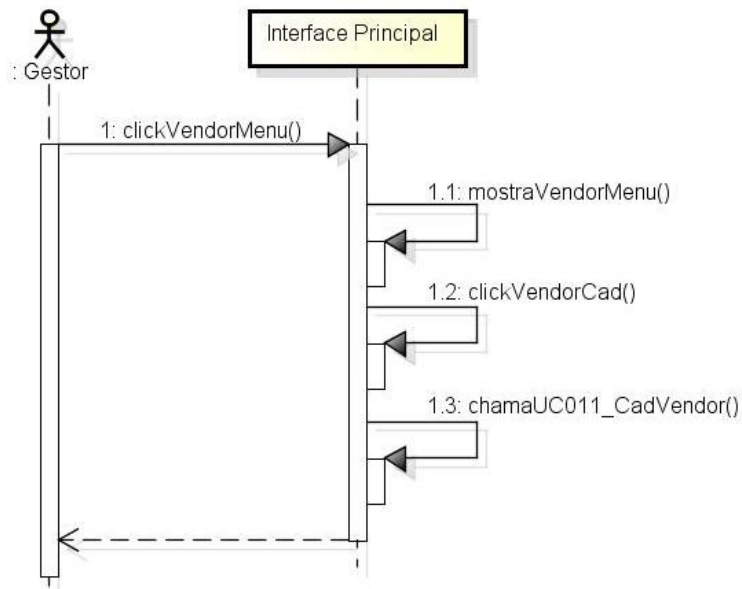 Interface Principal
: Gestor
1: clickVendorMenu()
1.1: mostraVendorMenu()
1.2: clickVendorCad()
1.3: chamaUC011_CadVendor()